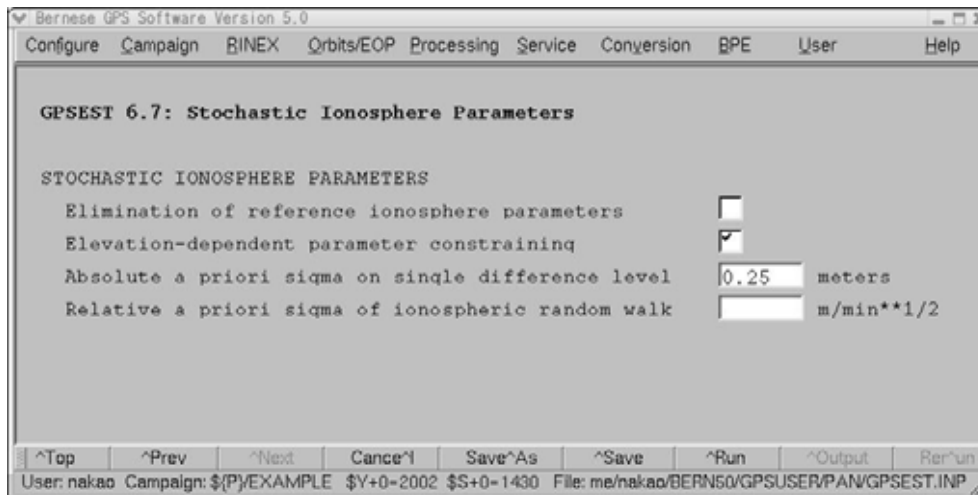 Bernese GPS Software Version 5.0
Configure Campaign RINEX Orbits/EOP Processing Service Conversion BPE User Help
GPSEST 6.7: Stochastic Ionosphere Parameters
STOCHASTIC IONOSPHERE PARAMETERS
Elimination of reference ionosphere parameters
Elevation-dependent parameter constraining
Absolute a priori sigma on single difference level 0.25 meters
Relative a priori sigma of ionospheric random walk m/min**1/2
^Top ^Prev ^Next Cance^l Save^As ^Save ^Run ^Output Rer^un
User: nakao Campaign: ${P}/EXAMPLE $Y+0=2002 $S+0=1430 File: me/nakao/BERN50/GPSUSER/PAN/GPSEST.INP